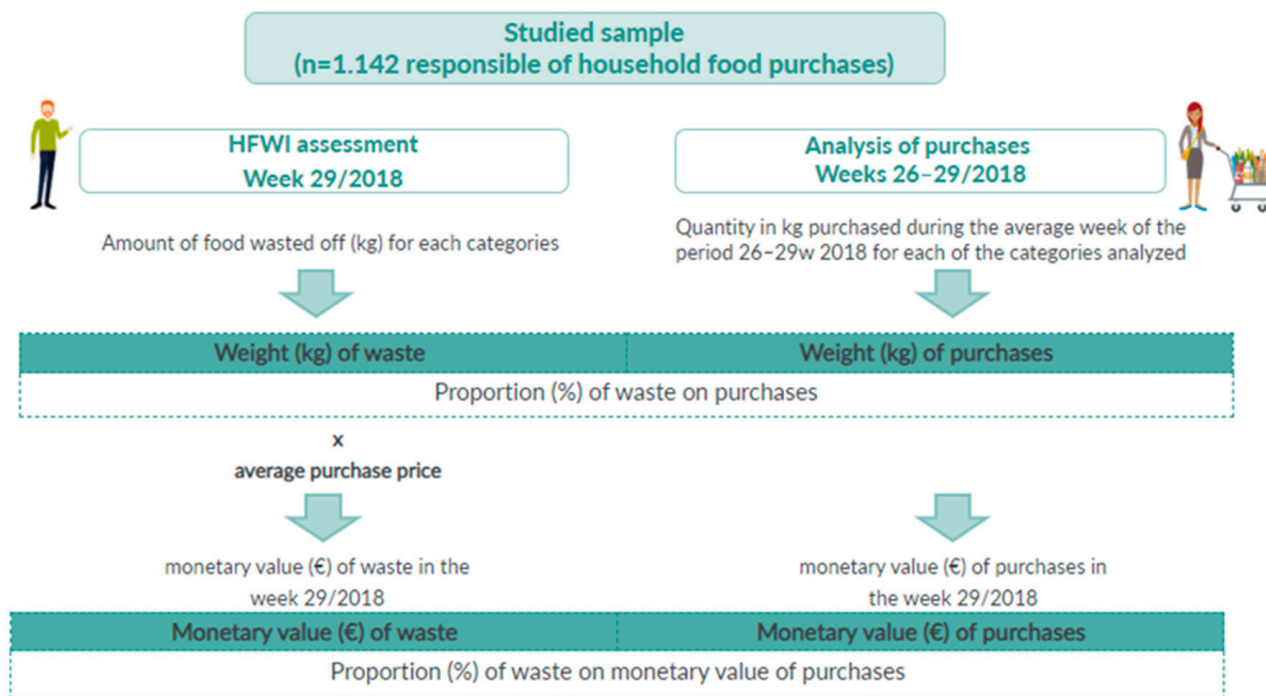 Studied sample
(n=1.142 responsible of household food purchases)
HFWI assessment
Week 29/2018
Analysis of purchases
Weeks 26–29/2018
Amount of food wasted off (kg) for each categories
Quantity in kg purchased during the average week of the
period 26–29w 2018 for each of the categories analyzed
Weight (kg) of waste
Weight (kg) of purchases
Proportion (%) of waste on purchases
x
average purchase price
monetary value (€) of waste in the
week 29/2018
monetary value (€) of purchases in
the week 29/2018
Monetary value (€) of waste
Monetary value (€) of purchases
Proportion (%) of waste on monetary value of purchases